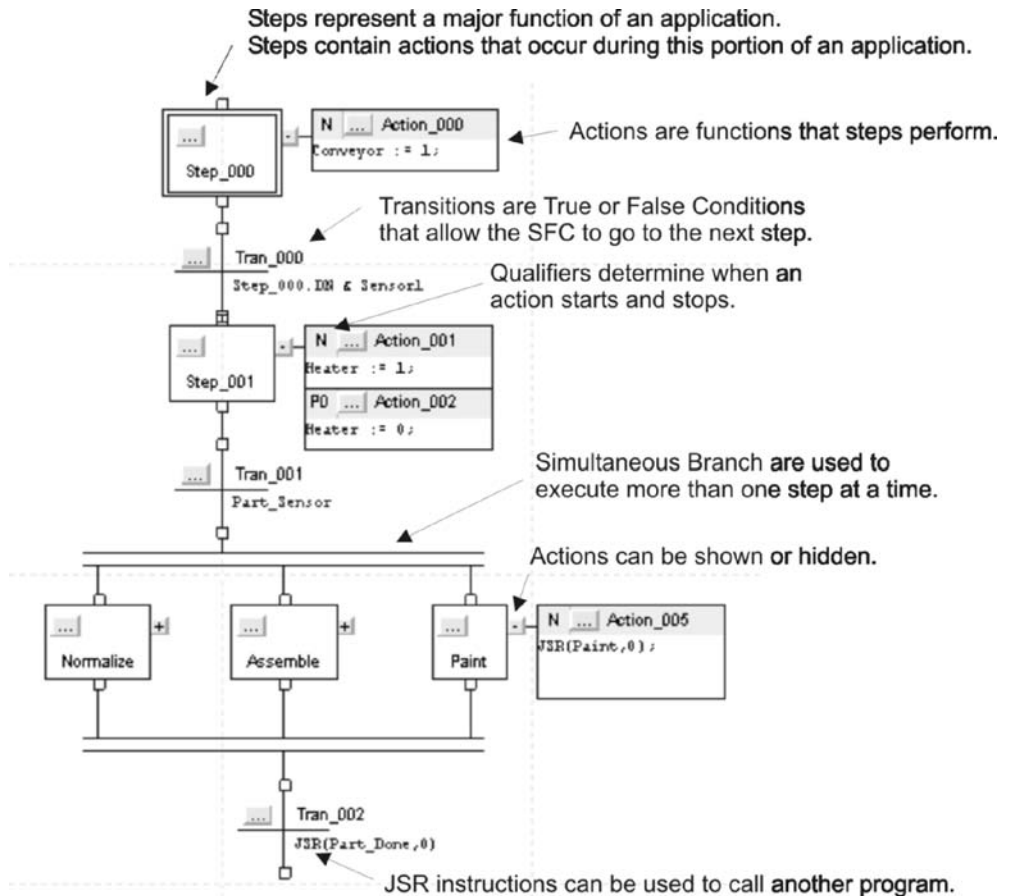 Steps represent a major function of an application.
Steps contain actions that occur during this portion of an application.
N ... Action_000
Conveyor := 1;
...
Step_000
Actions are functions that steps perform.
Transitions are True or False Conditions
that allow the SFC to go to the next step.
... Tran_000
Step_000.DN & Sensor1
Qualifiers determine when an
action starts and stops.
N ... Action_001
Heater := 1;
...
Step_001
P0 ... Action_002
Heater := 0;
... Tran_001
Part_Sensor
Simultaneous Branch are used to
execute more than one step at a time.
Actions can be shown or hidden.
... +
Normalize
... +
Assemble
... -
Paint
N ... Action_005
JSR(Paint,0);
... Tran_002
JSR(Part_Done,0)
JSR instructions can be used to call another program.